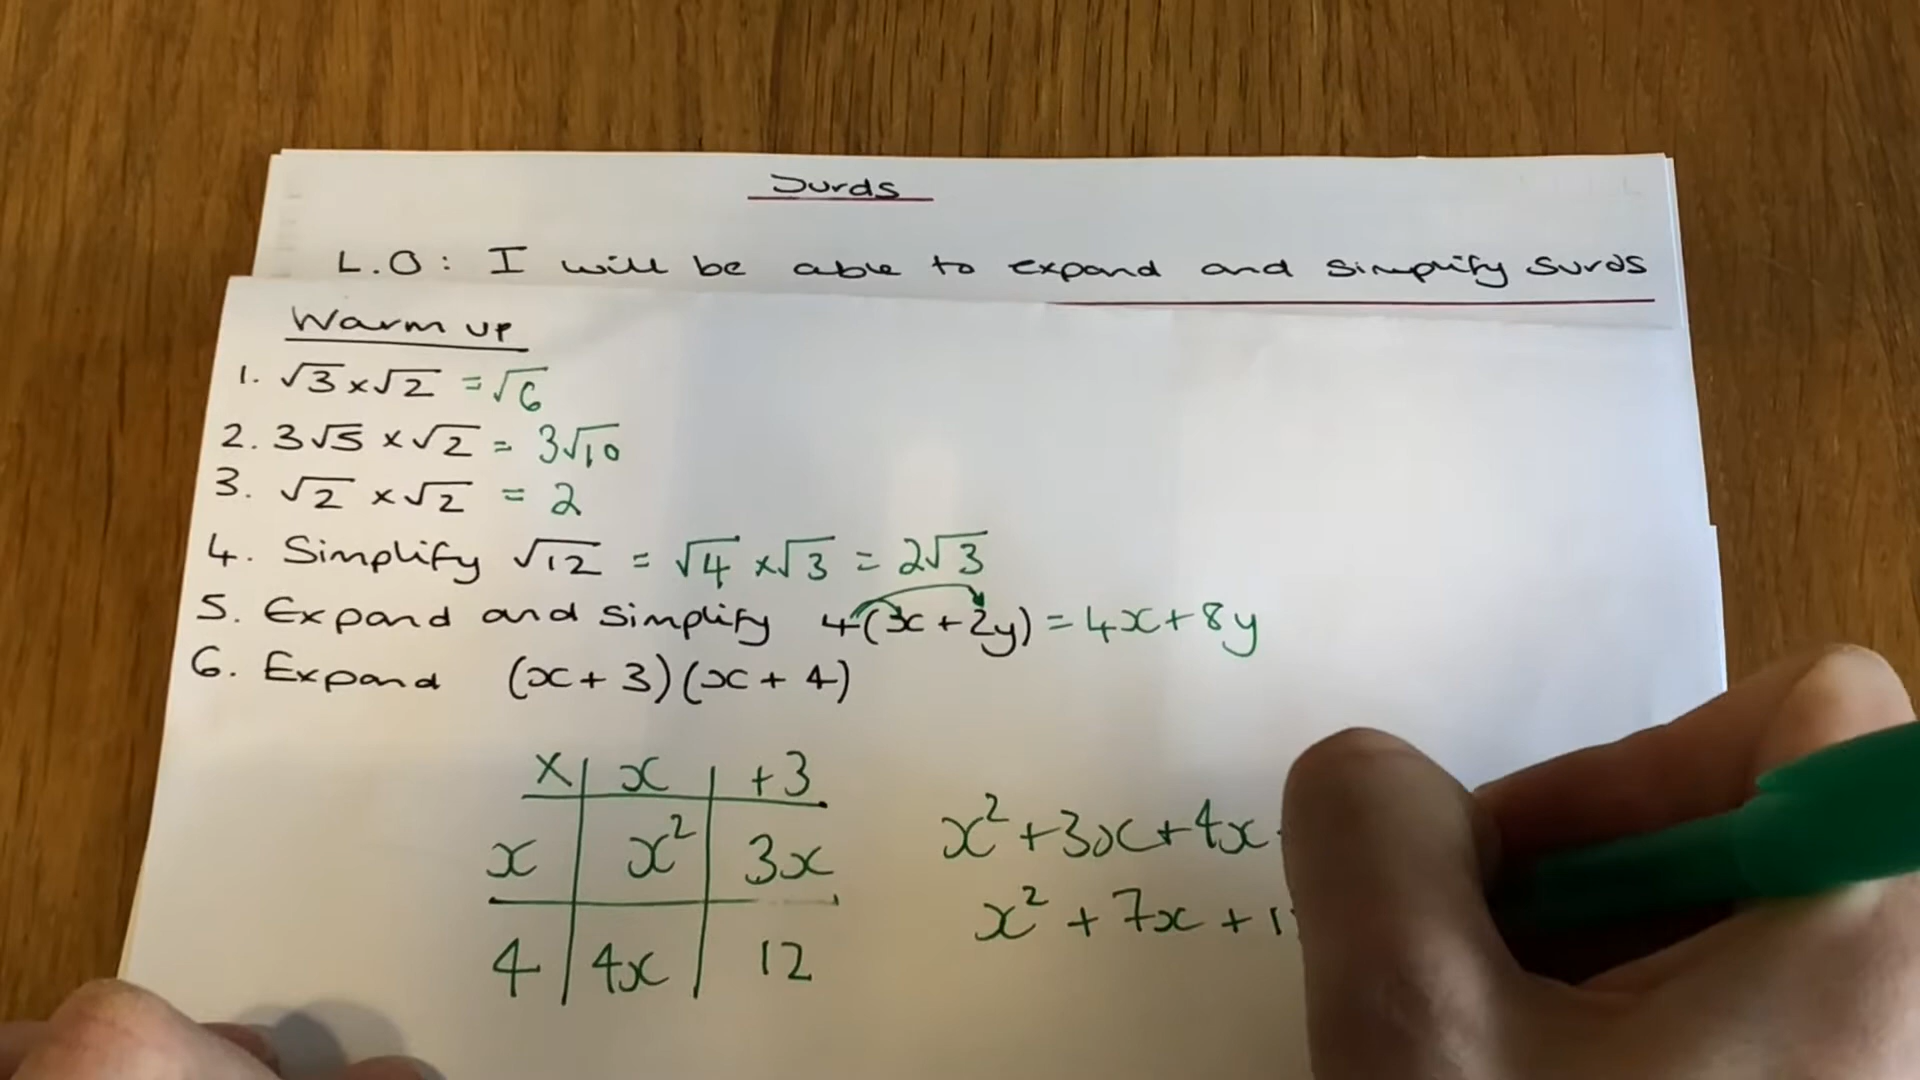 Surds
L.O: I will be able to expand and simplify surds
Warm up
1. √3 x √2 = √6
2. 3√5 x √2 = 3√10
3. √2 x √2 = 2
4. Simplify √12 = √4 x √3 = 2√3
5. Expand and simplify 4(x + 2y) = 4x + 8y
6. Expand (x + 3)(x + 4)
x | x | +3
x | x² | 3x
4 | 4x | 12
x² + 3x + 4x
x² + 7x + 1